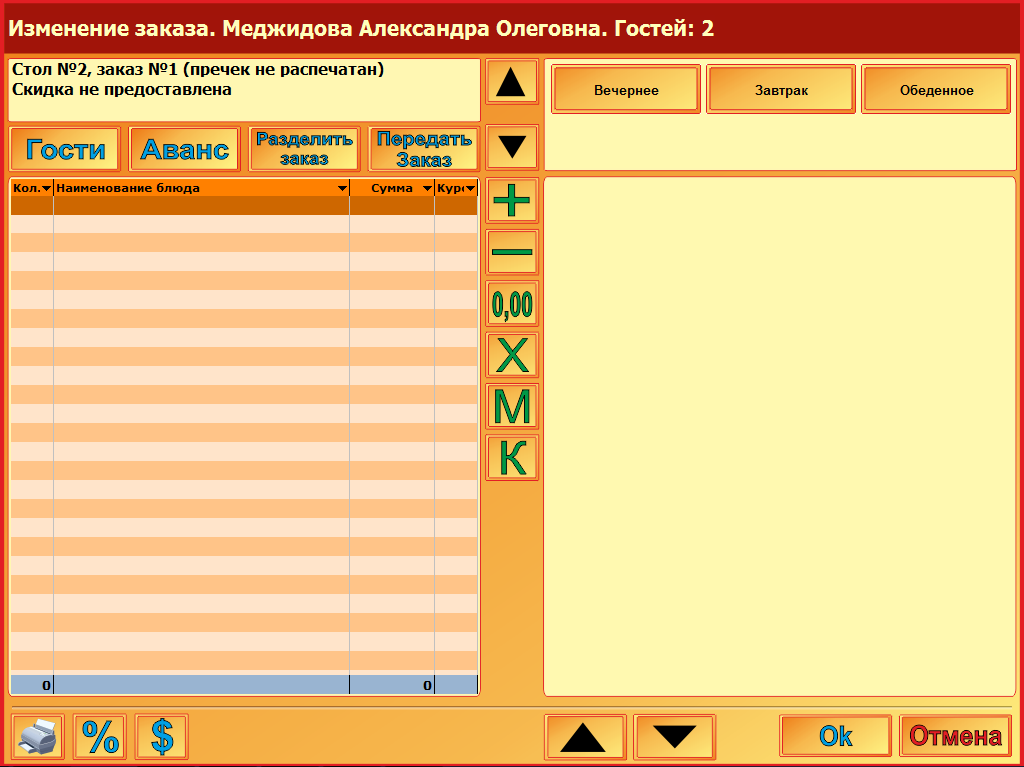 Изменение заказа. Меджидова Александра Олеговна. Гостей: 2
Стол №2, заказ №1 (пречек не распечатан)
Скидка не предоставлена
Вечернее
Завтрак
Обеденное
Гости
Аванс
Разделить
заказ
Передать
Заказ
Кол. Наименование блюда Сумма Курс
+
—
0,00
X
М
К
0 0
%
$
Ok
Отмена